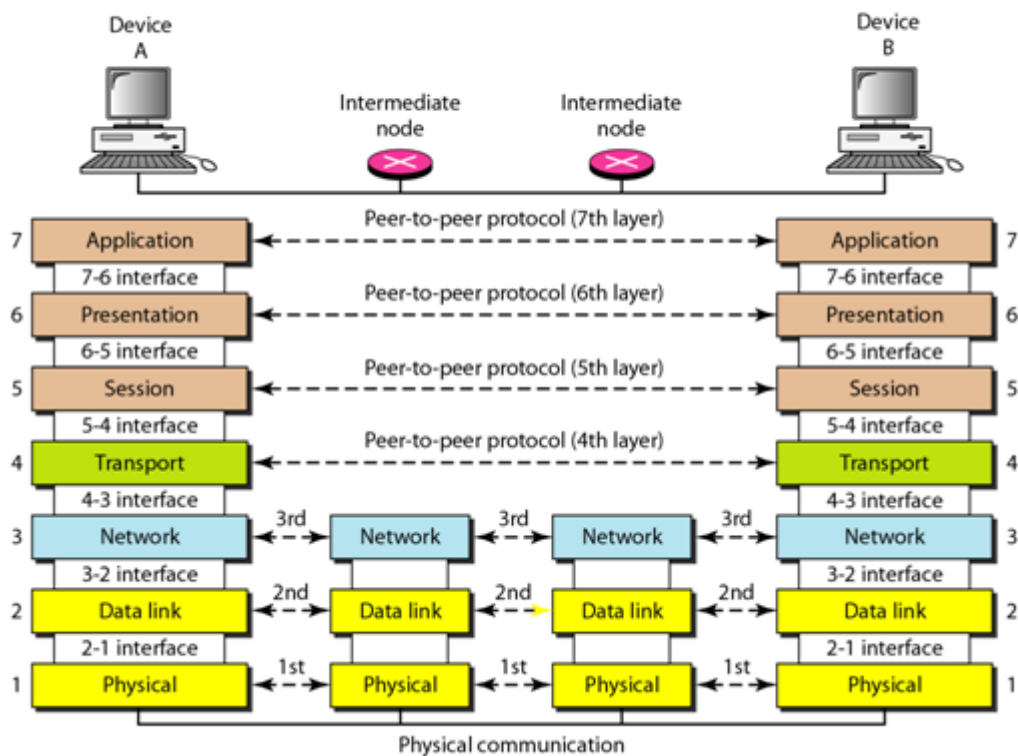 Device
A
Device
B
Intermediate
node
Intermediate
node
Peer-to-peer protocol (7th layer)
7 Application Application 7
7-6 interface 7-6 interface
Peer-to-peer protocol (6th layer)
6 Presentation Presentation 6
6-5 interface 6-5 interface
Peer-to-peer protocol (5th layer)
5 Session Session 5
5-4 interface 5-4 interface
Peer-to-peer protocol (4th layer)
4 Transport Transport 4
4-3 interface 4-3 interface
3rd 3rd 3rd
3 Network Network Network Network 3
3-2 interface 3-2 interface
2nd 2nd 2nd
2 Data link Data link Data link Data link 2
2-1 interface 2-1 interface
1st 1st 1st
1 Physical Physical Physical Physical 1
Physical communication